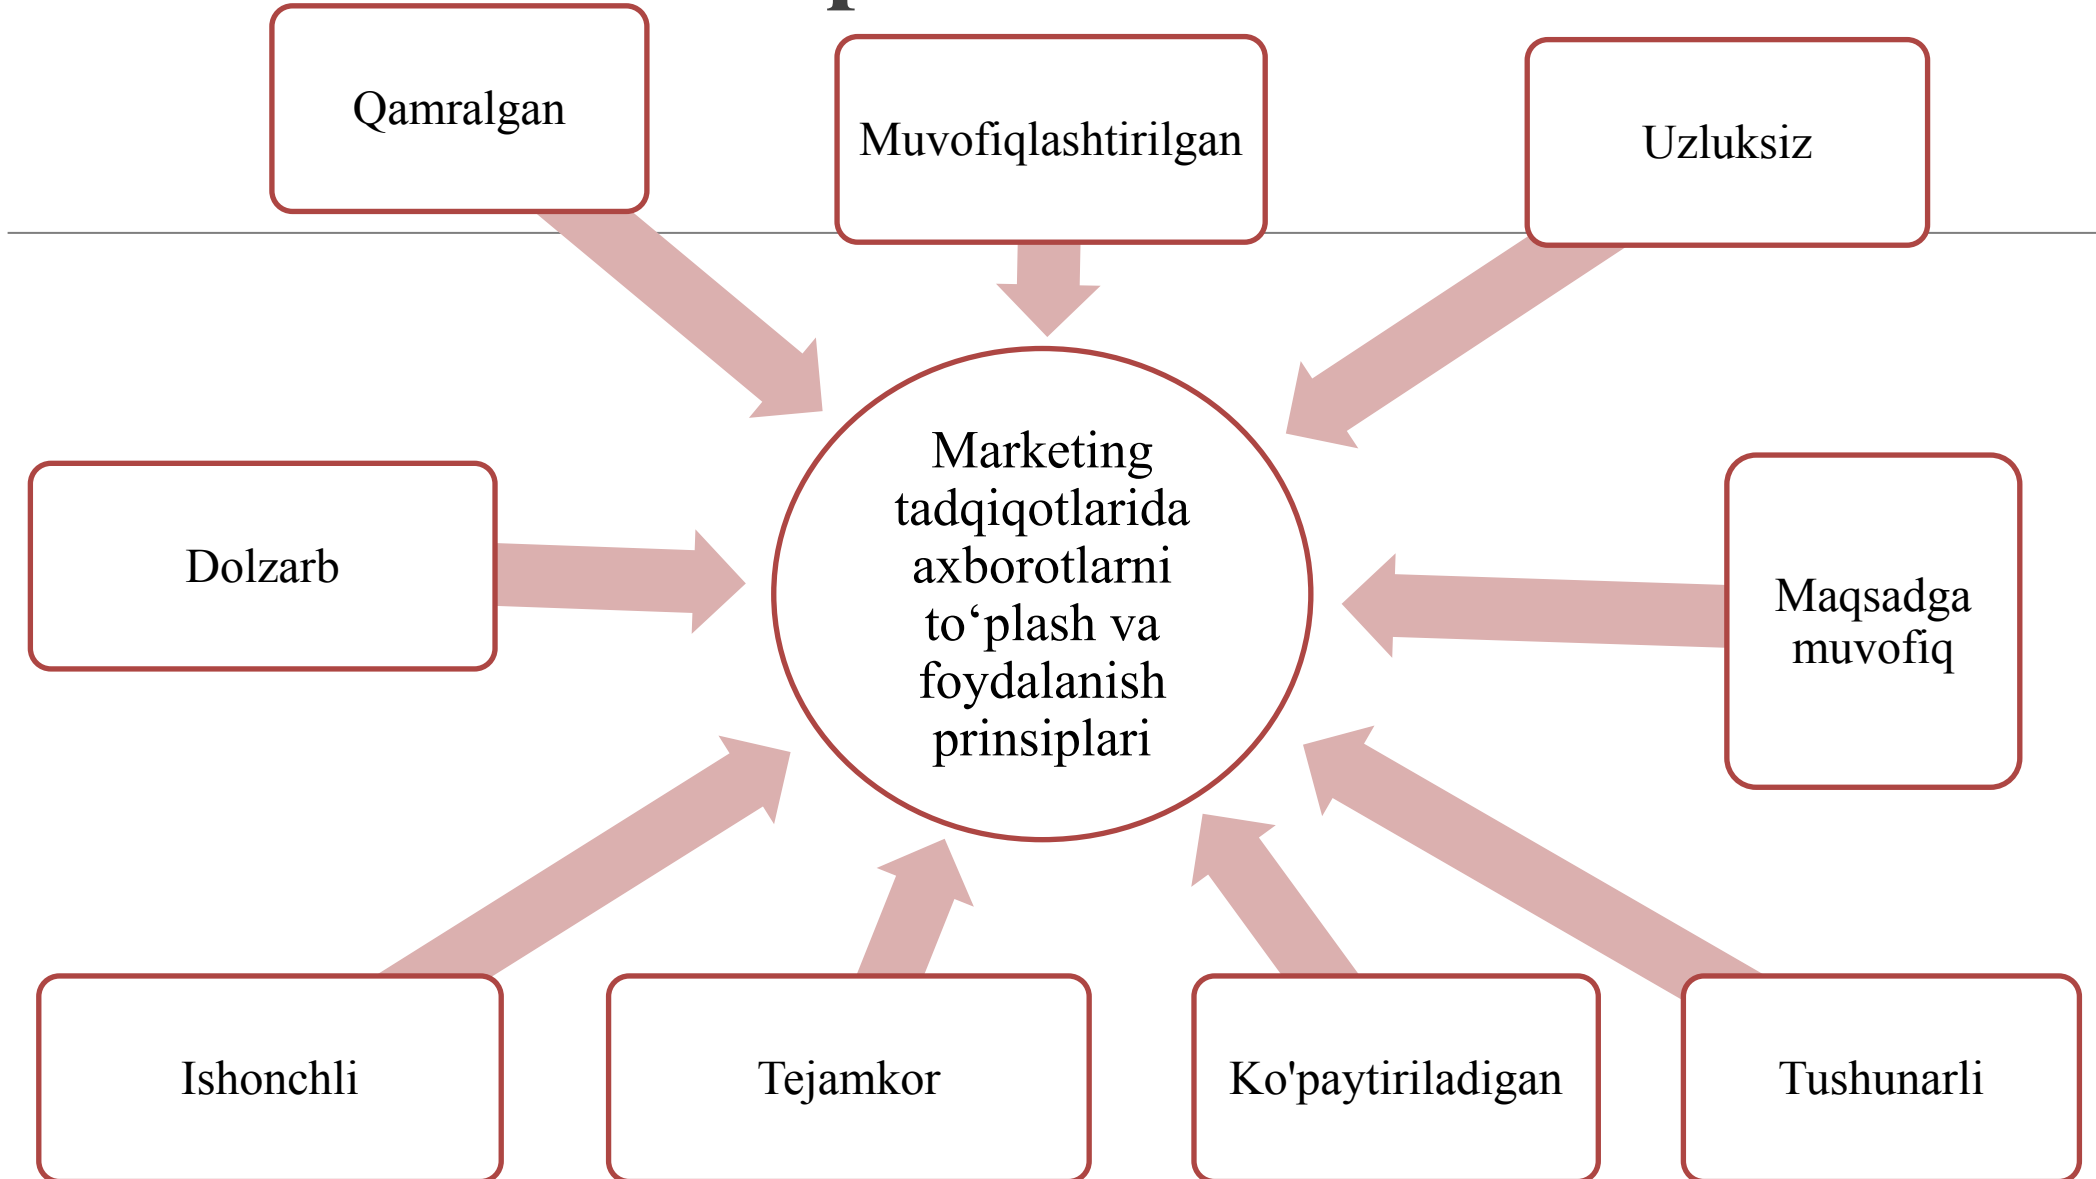 Qamralgan
Muvofiqlashtirilgan
Uzluksiz
Dolzarb
Marketing
tadqiqotlarida
axborotlarni
to‘plash va
foydalanish
prinsiplari
Maqsadga
muvofiq
Ishonchli
Tejamkor
Ko'paytiriladigan
Tushunarli